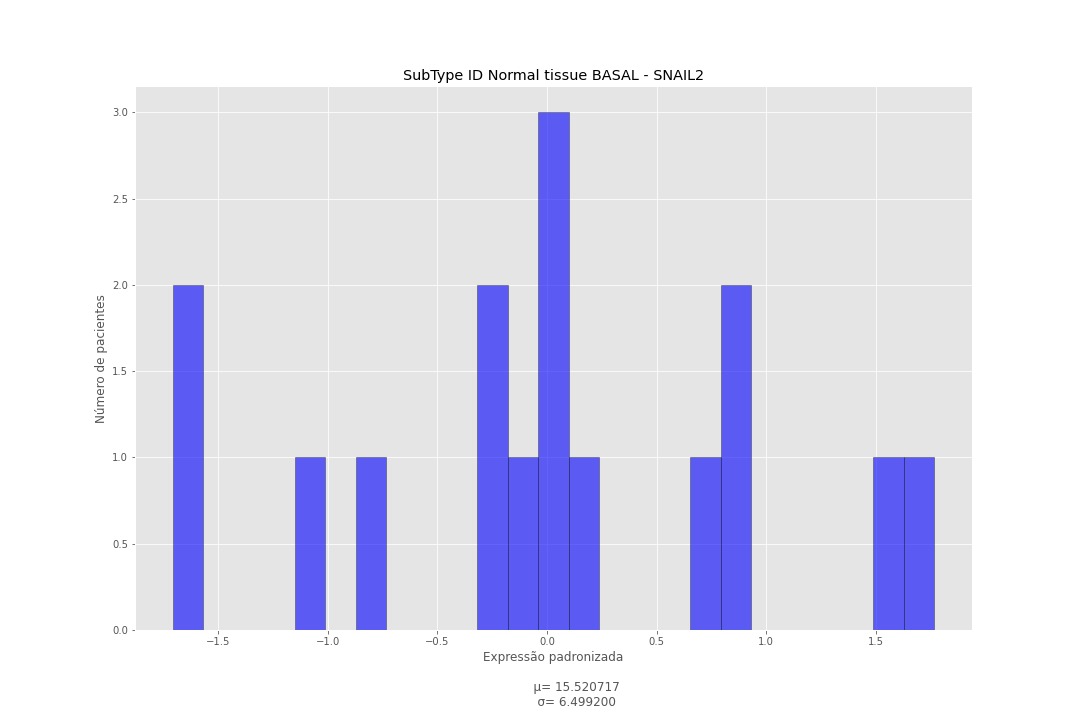 SubType ID Normal tissue BASAL - SNAIL2
Número de pacientes
3.0
2.5
2.0
1.5
1.0
0.5
0.0
−1.5 −1.0 −0.5 0.0 0.5 1.0 1.5
Expressão padronizada
μ= 15.520717
σ= 6.499200